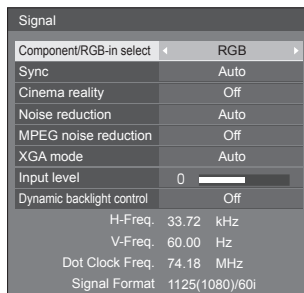 Signal
Component/RGB-in select RGB
Sync Auto
Cinema reality Off
Noise reduction Auto
MPEG noise reduction Off
XGA mode Auto
Input level 0
Dynamic backlight control Off
H-Freq. 33.72 kHz
V-Freq. 60.00 Hz
Dot Clock Freq. 74.18 MHz
Signal Format 1125(1080)/60i